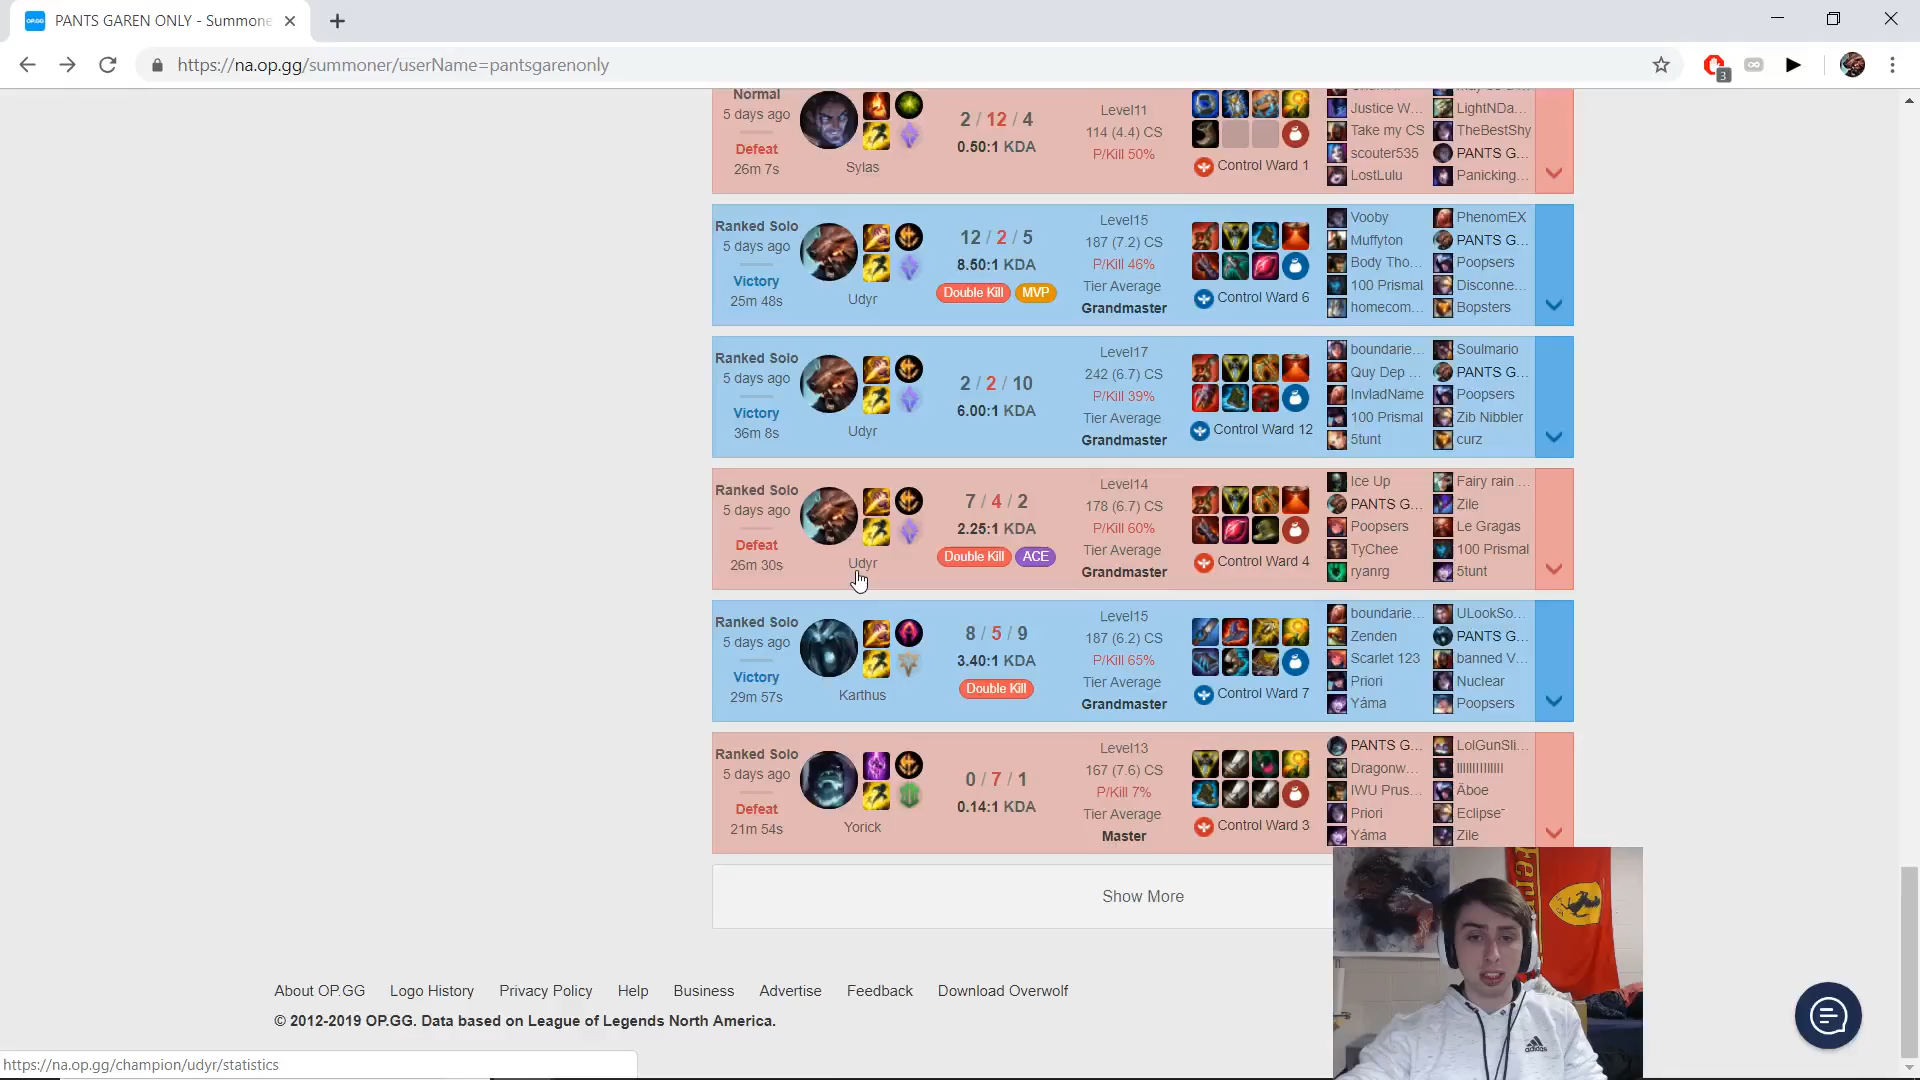 PANTS GAREN ONLY - Summone
https://na.op.gg/summoner/userName=pantsgarenonly
3
Normal
5 days ago
Defeat
26m 7s
Sylas
2 / 12 / 4
0.50:1 KDA
Level11
114 (4.4) CS
P/Kill 50%
Control Ward 1
Justice W...
Take my CS
scouter535
LostLulu
LightNDa...
TheBestShy
PANTS G...
Panicking...
Ranked Solo
5 days ago
Victory
25m 48s
Udyr
12 / 2 / 5
8.50:1 KDA
Double Kill MVP
Level15
187 (7.2) CS
P/Kill 46%
Tier Average
Grandmaster
Control Ward 6
Vooby
Muffyton
Body Tho...
100 Prismal
homecom...
PhenomEX
PANTS G...
Poopsers
Disconne...
Bopsters
Ranked Solo
5 days ago
Victory
36m 8s
Udyr
2 / 2 / 10
6.00:1 KDA
Level17
242 (6.7) CS
P/Kill 39%
Tier Average
Grandmaster
Control Ward 12
boundarie...
Quy Dep ...
InvladName
100 Prismal
5tunt
Soulmario
PANTS G...
Poopsers
Zib Nibbler
curz
Ranked Solo
5 days ago
Defeat
26m 30s
Udyr
7 / 4 / 2
2.25:1 KDA
Double Kill ACE
Level14
178 (6.7) CS
P/Kill 60%
Tier Average
Grandmaster
Control Ward 4
Ice Up
PANTS G...
Poopsers
TyChee
ryanrg
Fairy rain ...
Zile
Le Gragas
100 Prismal
5tunt
Ranked Solo
5 days ago
Victory
29m 57s
Karthus
8 / 5 / 9
3.40:1 KDA
Double Kill
Level15
187 (6.2) CS
P/Kill 65%
Tier Average
Grandmaster
Control Ward 7
boundarie...
Zenden
Scarlet 123
Priori
Yáma
ULookSo...
PANTS G...
banned V...
Nuclear
Poopsers
Ranked Solo
5 days ago
Defeat
21m 54s
Yorick
0 / 7 / 1
0.14:1 KDA
Level13
167 (7.6) CS
P/Kill 7%
Tier Average
Master
Control Ward 3
PANTS G...
Dragonw...
IWU Prus...
Priori
Yáma
LolGunSli...
Äboe
Eclipse˜
Zile
Show More
About OP.GG Logo History Privacy Policy Help Business Advertise Feedback Download Overwolf
© 2012-2019 OP.GG. Data based on League of Legends North America.
https://na.op.gg/champion/udyr/statistics
adidas